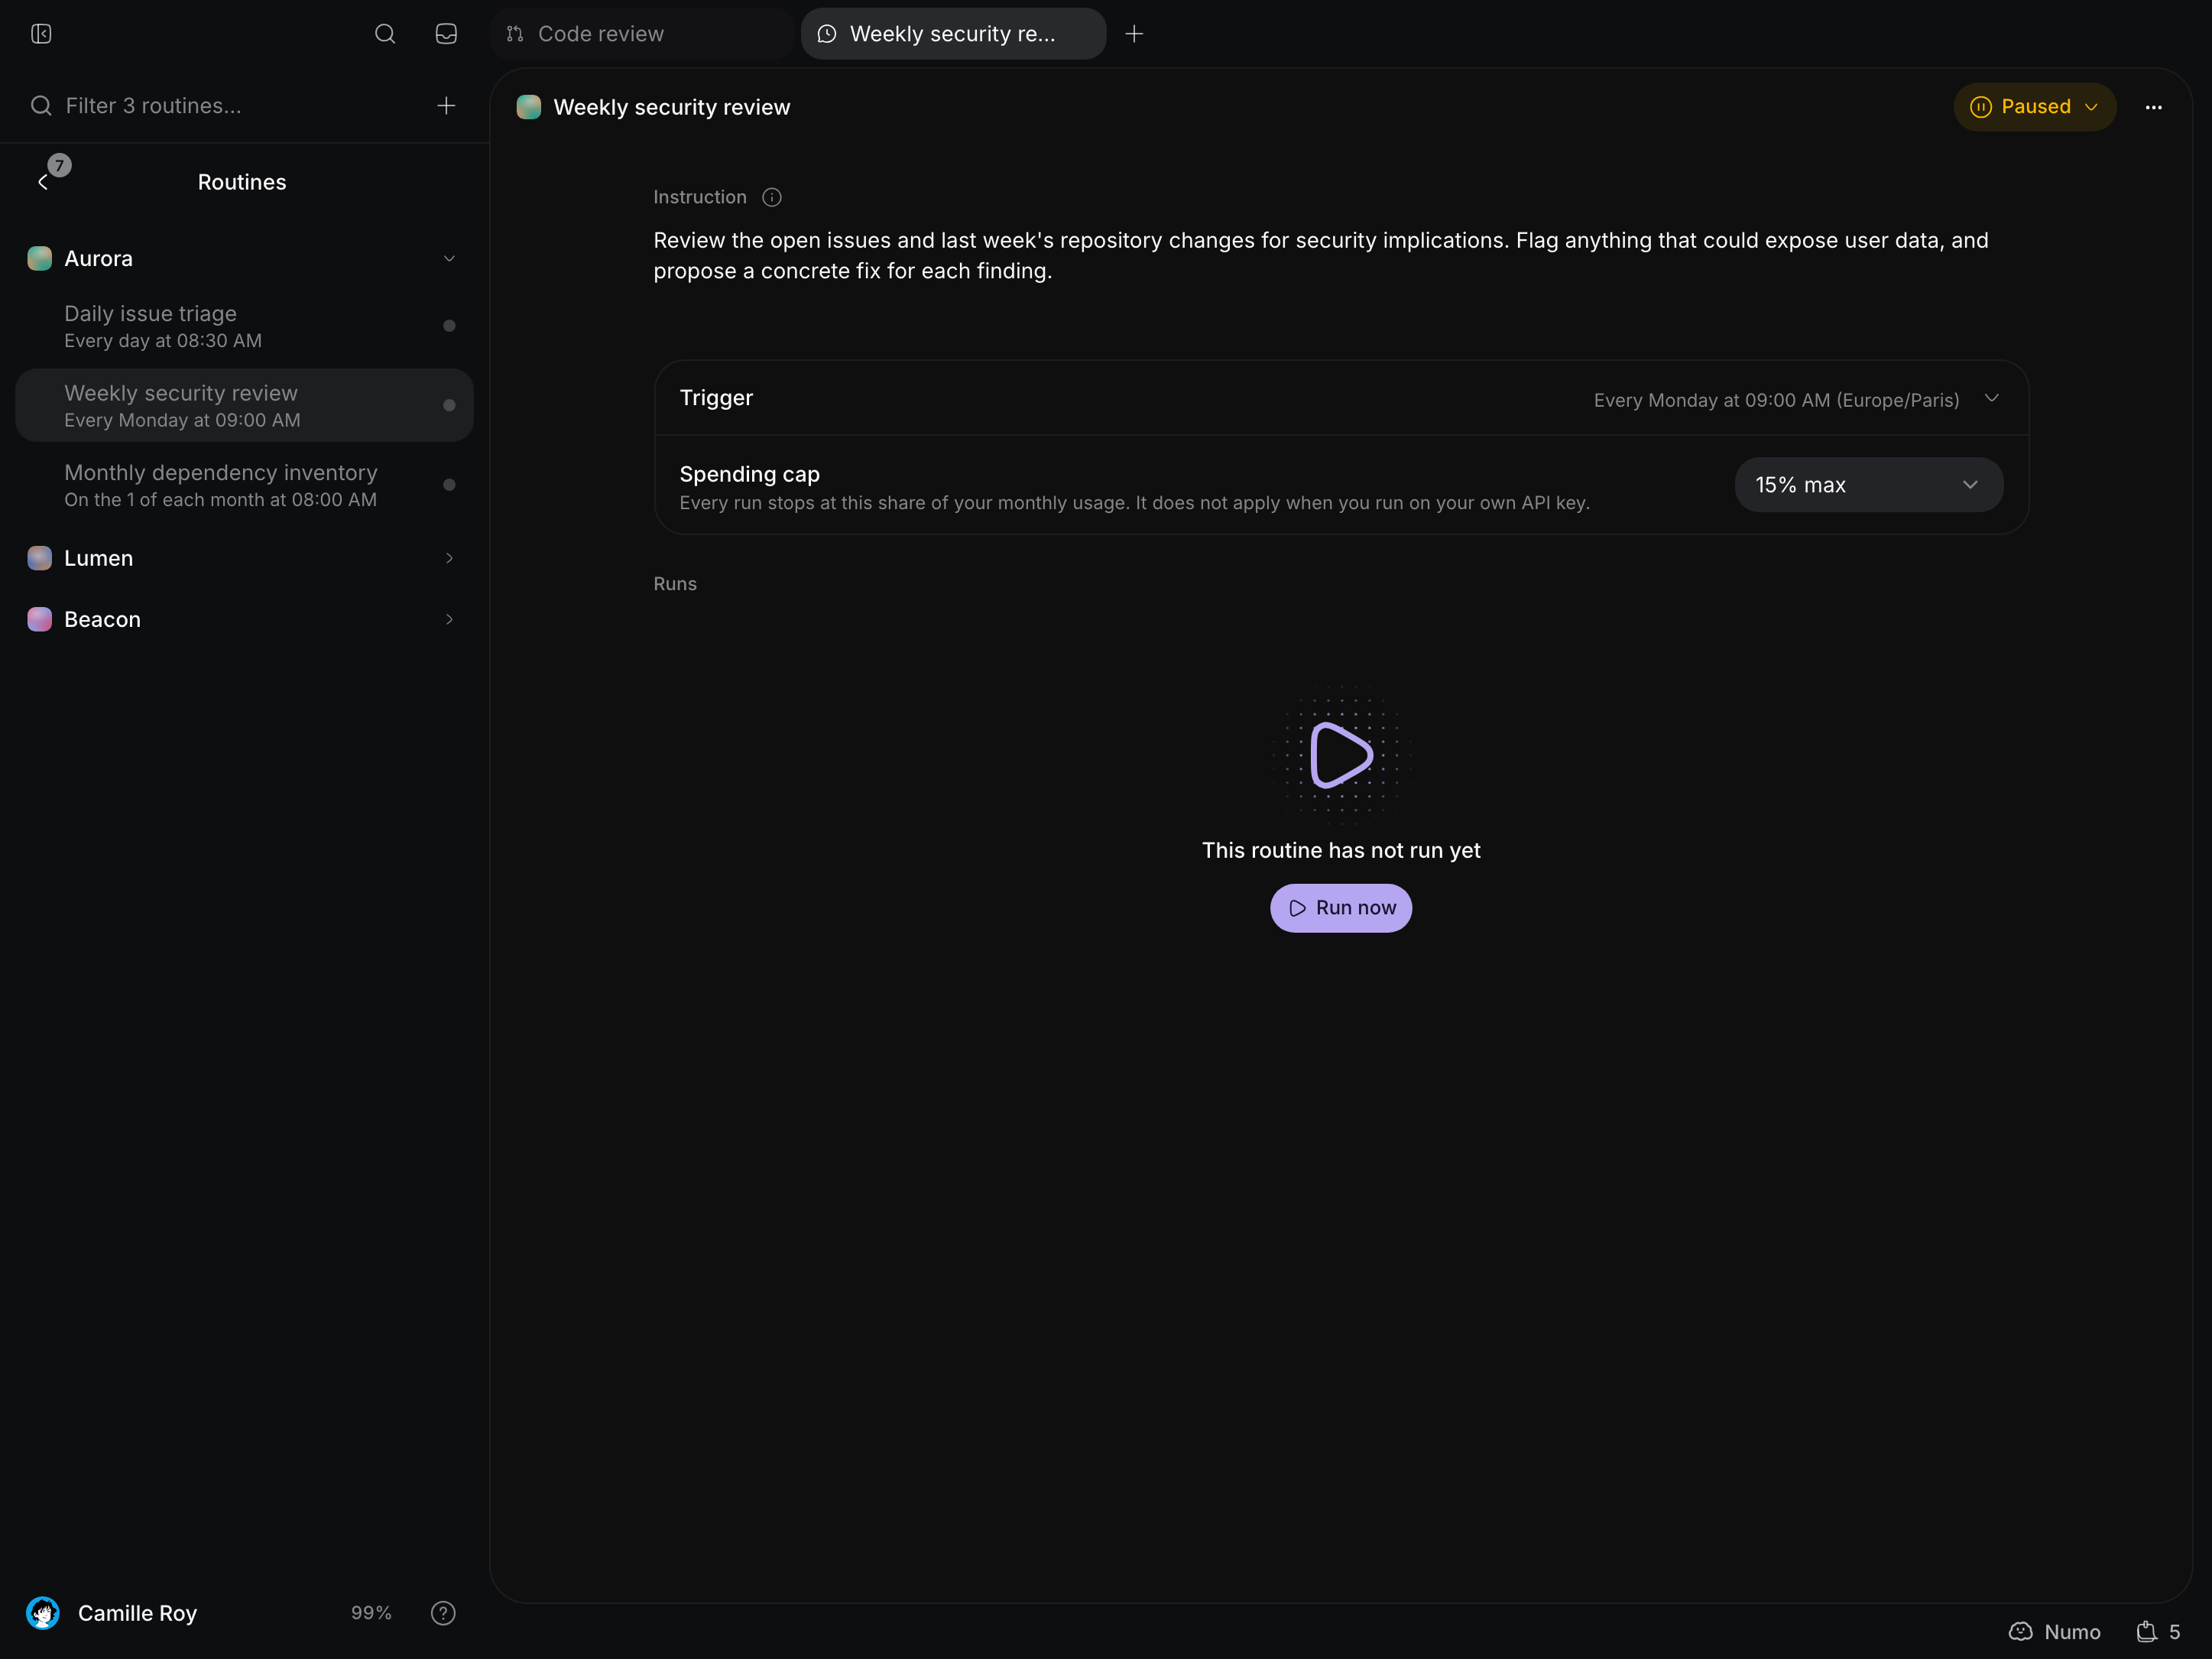 Code review
Weekly security re...
Filter 3 routines...
Weekly security review
Paused
7
Routines
Instruction
Review the open issues and last week's repository changes for security implications. Flag anything that could expose user data, and
propose a concrete fix for each finding.
Aurora
Daily issue triage
Every day at 08:30 AM
Weekly security review
Every Monday at 09:00 AM
Monthly dependency inventory
On the 1 of each month at 08:00 AM
Lumen
Beacon
Trigger
Every Monday at 09:00 AM (Europe/Paris)
Spending cap
Every run stops at this share of your monthly usage. It does not apply when you run on your own API key.
15% max
Runs
This routine has not run yet
Run now
Camille Roy
99%
Numo
5